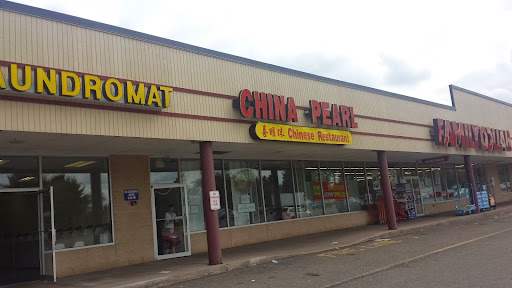 AUNDROMAT
CHINA PEARL
Chinese Restaurant
FAMILY DOLLAR